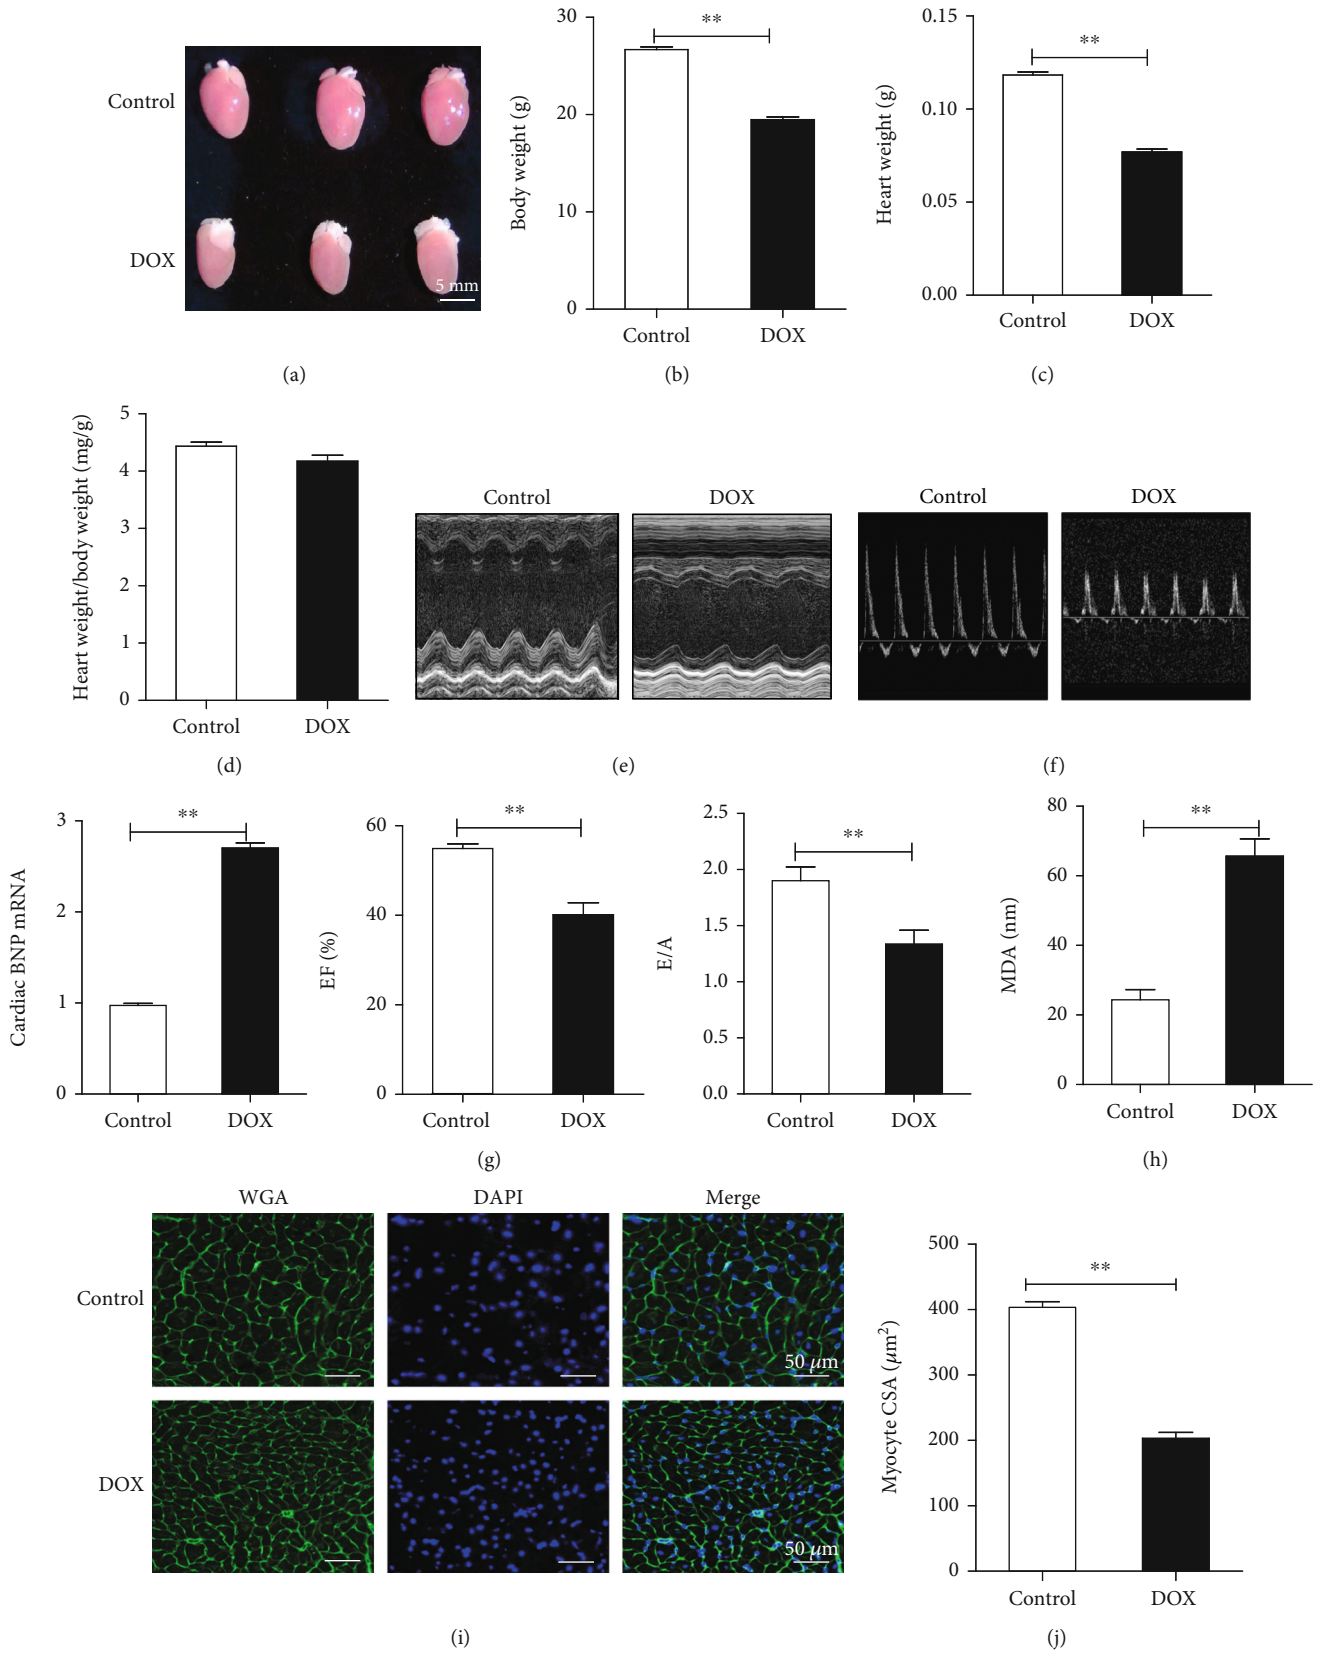 Control
DOX
5 mm
(a)
Body weight (g)
30
20
10
0
**
Control DOX
(b)
Heart weight (g)
0.15
0.10
0.05
0.00
**
Control DOX
(c)
Heart weight/body weight (mg/g)
5
4
3
2
1
0
Control DOX
(d)
Control DOX
(e)
Control DOX
(f)
Cardiac BNP mRNA
3
2
1
0
**
Control DOX
EF (%)
60
40
20
0
**
Control DOX
E/A
2.5
2.0
1.5
1.0
0.5
0.0
**
Control DOX
(g)
MDA (nm)
80
60
40
20
0
**
Control DOX
(h)
WGA DAPI Merge
Control
50 μm
DOX
50 μm
(i)
Myocyte CSA (μm²)
500
400
300
200
100
0
**
Control DOX
(j)